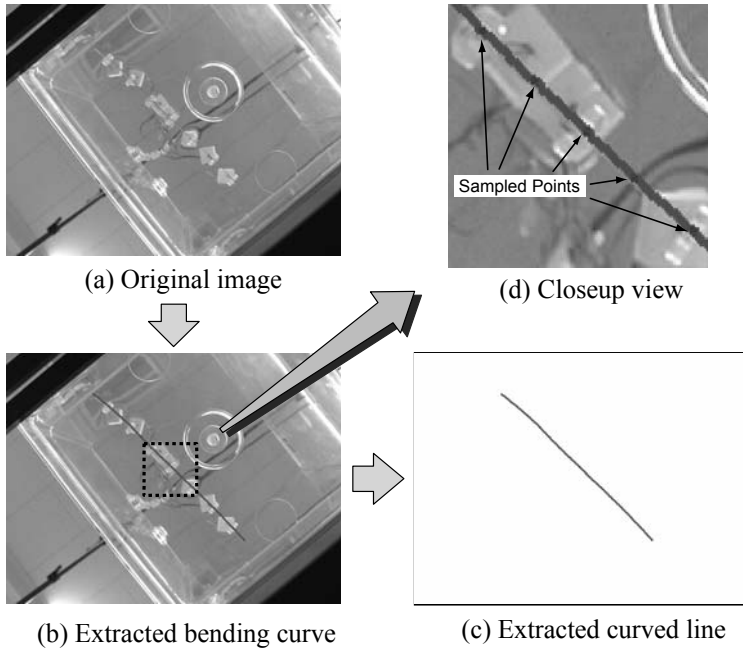 Sampled Points
(a) Original image
(d) Closeup view
(b) Extracted bending curve
(c) Extracted curved line